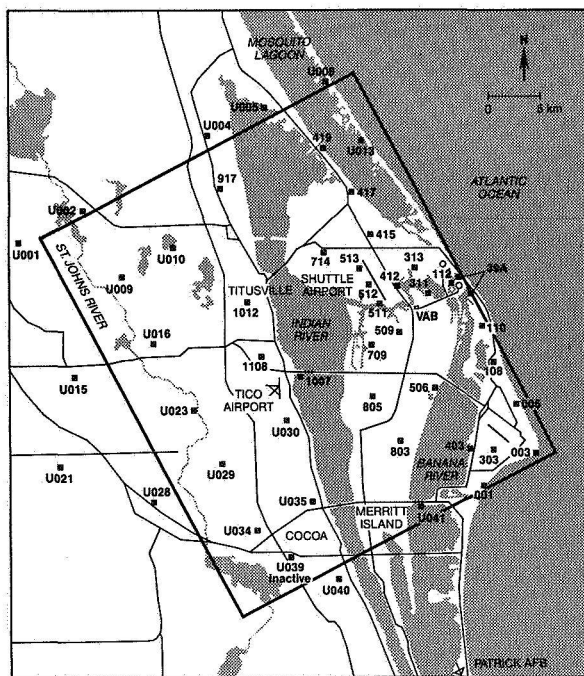 MOSQUITO
LAGOON
U006
N
U005
0 5 km
U004
419
U013
917
417
ATLANTIC
OCEAN
U002
415
U001
714
513
313
39A
U010
SHUTTLE
AIRPORT
412
112
ST. JOHNS RIVER
U009
TITUSVILLE
512
311
1012
511
VAB
INDIAN
RIVER
509
110
U016
709
1108
108
1007
U015
TICO
AIRPORT
506
805
U023
U030
403
803
303
003
U029
BANANA
RIVER
U021
001
U028
U035
MERRITT
ISLAND
U041
U034
COCOA
U039
Inactive
U040
PATRICK AFB